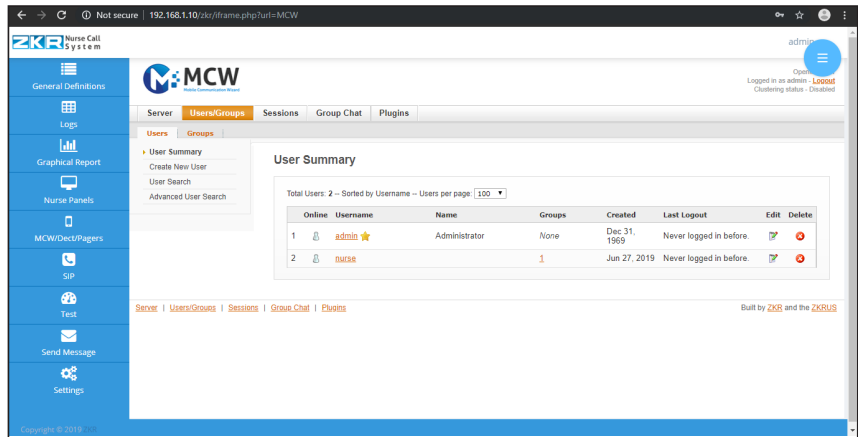 Not secure | 192.168.1.10/zkr/iframe.php?url=MCW
ZKR Nurse Call System
General Definitions
Logs
Graphical Report
Nurse Panels
MCW/Dect/Pagers
SIP
Test
Send Message
Settings
Copyright © 2019 ZKR
MCW
Mobile Communication Wizard
Logged in as admin - Logout
Clustering status - Disabled
Server Users/Groups Sessions Group Chat Plugins
Users Groups
User Summary
Create New User
User Search
Advanced User Search
User Summary
Total Users: 2 -- Sorted by Username -- Users per page: 100
Online Username Name Groups Created Last Logout Edit Delete
1 admin Administrator None Dec 31, 1969 Never logged in before.
2 nurse 1 Jun 27, 2019 Never logged in before.
Server | Users/Groups | Sessions | Group Chat | Plugins
Built by ZKR and the ZKRUS